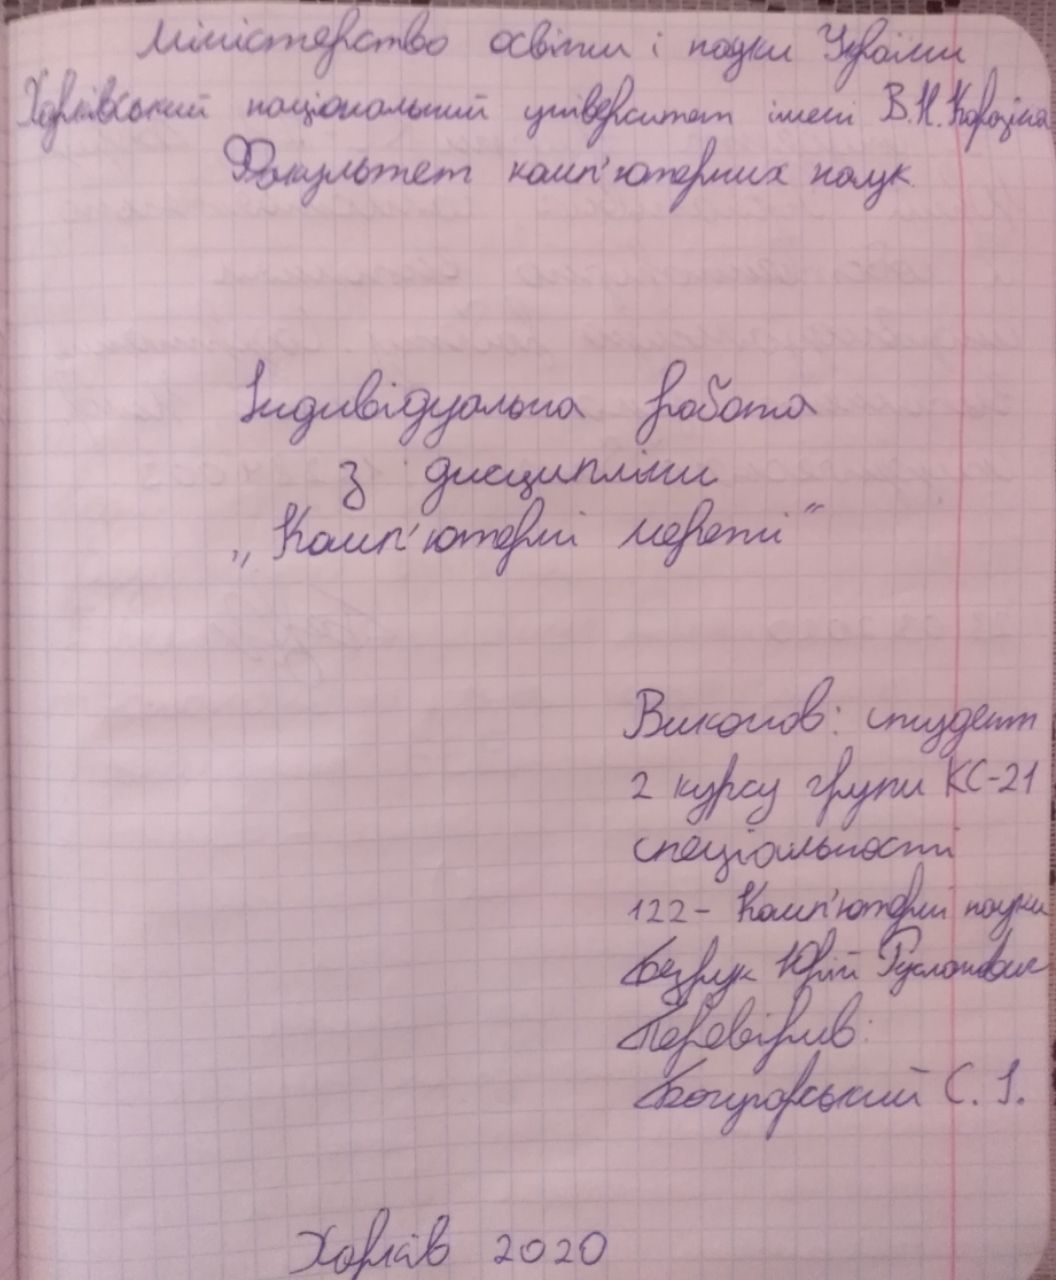 Міністерство освіти і науки України
Харківський національний університет імені В.Н. Каразіна
Факультет комп'ютерних наук
Індивідуальна робота
з дисципліни
„Комп'ютерні мережі"
Виконав: студент
2 курсу групи КС-21
спеціальності
122- Комп'ютерні науки
Безрук Юрій Русланович
Перевірив:
С. І.
Харків 2020